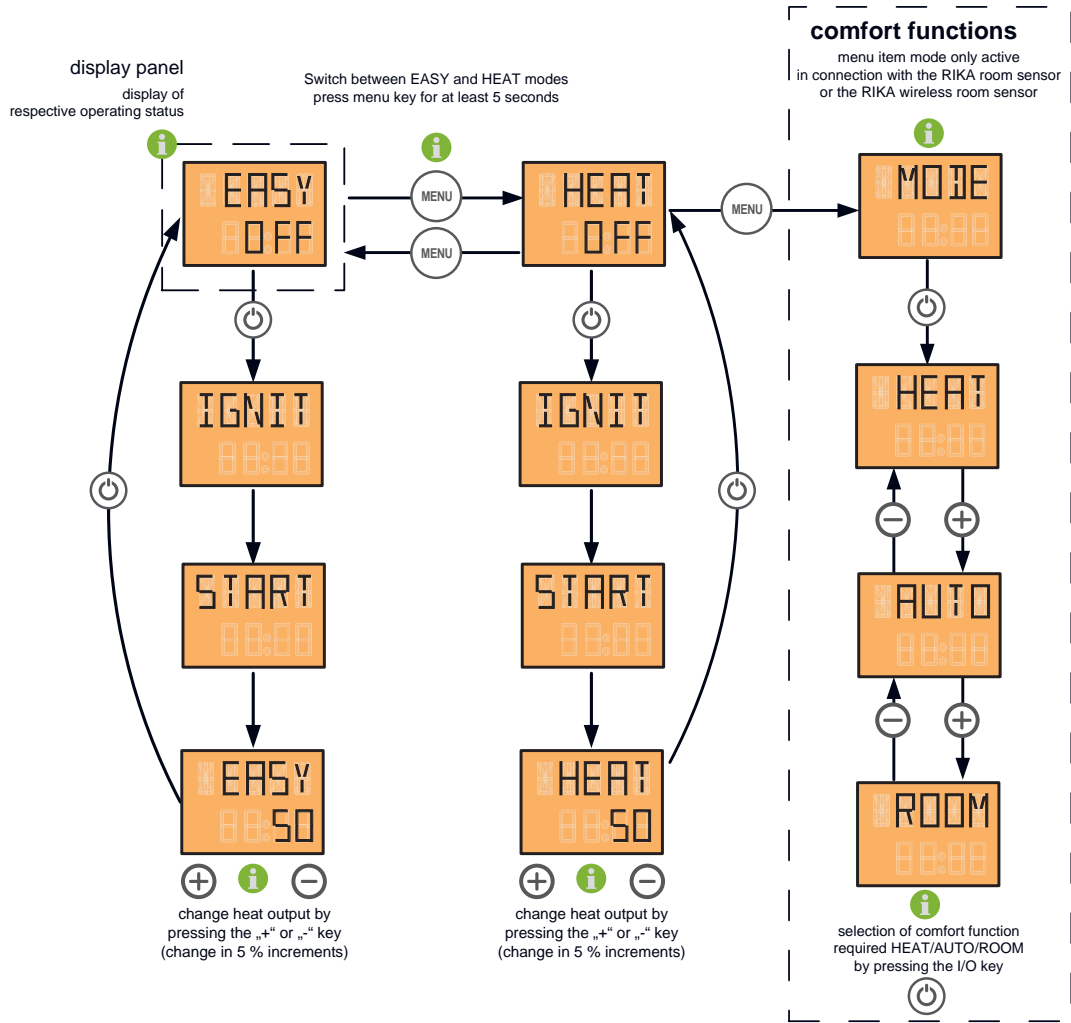 comfort functions
menu item mode only active
in connection with the RIKA room sensor
or the RIKA wireless room sensor
display panel
display of
respective operating status
Switch between EASY and HEAT modes
press menu key for at least 5 seconds
EASY
OFF
MENU
MENU
HEAT
OFF
MENU
MODE
IGNIT
IGNIT
HEAT
START
START
AUTO
EASY
50
HEAT
50
ROOM
change heat output by
pressing the „+“ or „-“ key
(change in 5 % increments)
change heat output by
pressing the „+“ or „-“ key
(change in 5 % increments)
selection of comfort function
required HEAT/AUTO/ROOM
by pressing the I/O key